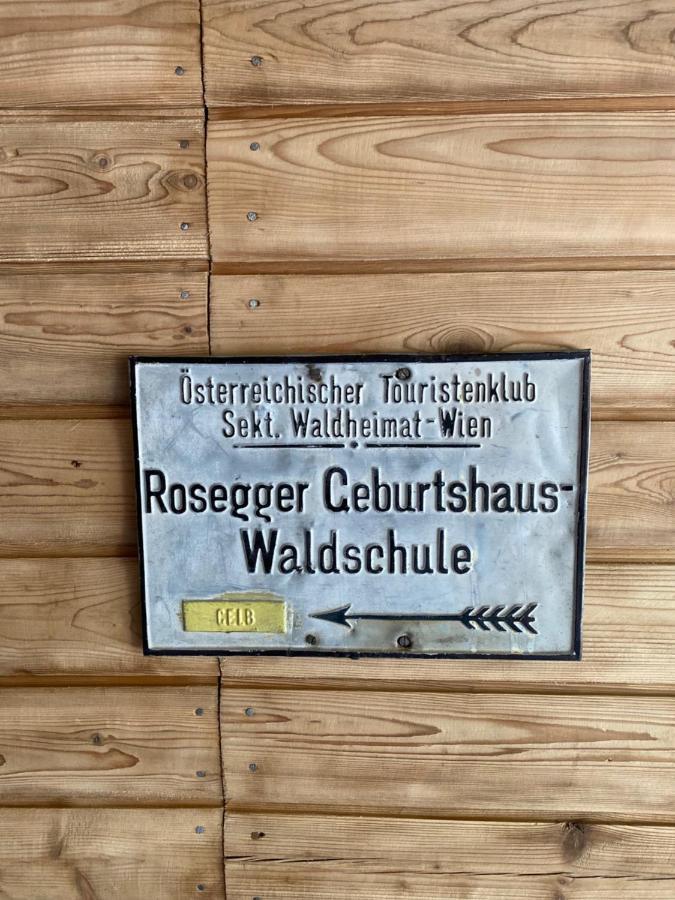 Österreichischer Touristenklub
Sekt. Waldheimat-Wien
Rosegger Geburtshaus-
Waldschule
GELB